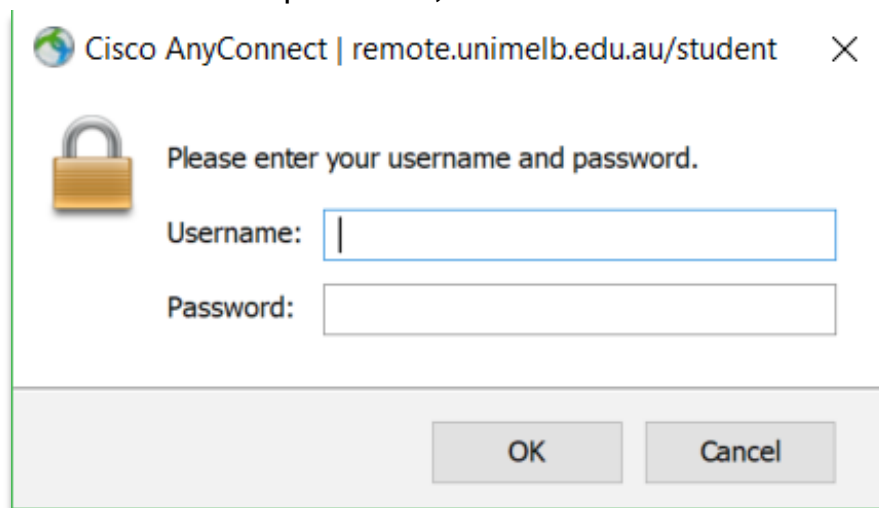 Cisco AnyConnect | remote.unimelb.edu.au/student
Please enter your username and password.
Username:
Password:
OK Cancel